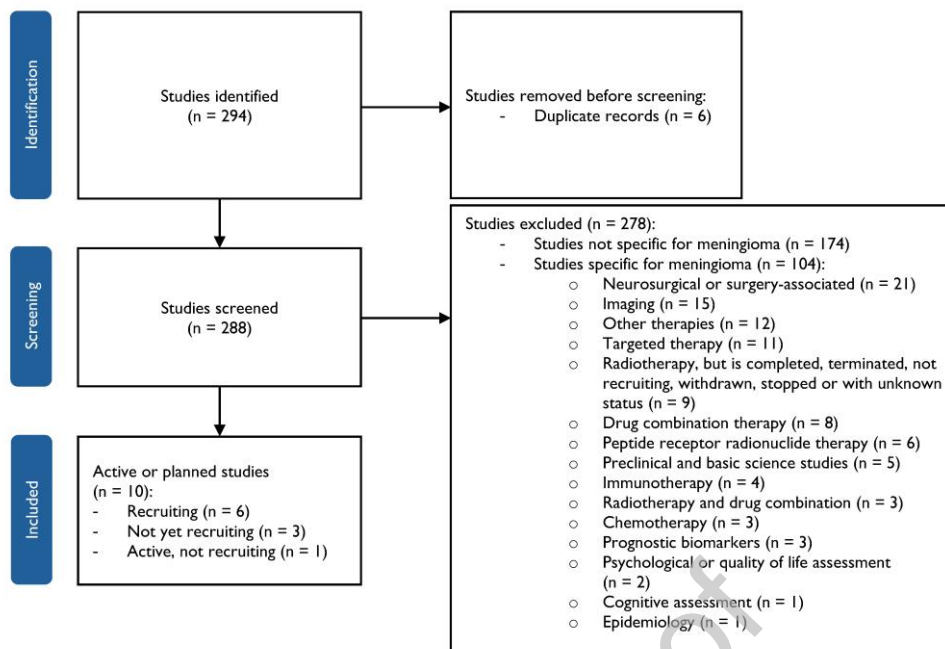 Identification
Studies identified
(n = 294)
Studies removed before screening:
- Duplicate records (n = 6)
Screening
Studies screened
(n = 288)
Studies excluded (n = 278):
- Studies not specific for meningioma (n = 174)
- Studies specific for meningioma (n = 104):
o Neurosurgical or surgery-associated (n = 21)
o Imaging (n = 15)
o Other therapies (n = 12)
o Targeted therapy (n = 11)
o Radiotherapy, but is completed, terminated, not
recruiting, withdrawn, stopped or with unknown
status (n = 9)
o Drug combination therapy (n = 8)
o Peptide receptor radionuclide therapy (n = 6)
o Preclinical and basic science studies (n = 5)
o Immunotherapy (n = 4)
o Radiotherapy and drug combination (n = 3)
o Chemotherapy (n = 3)
o Prognostic biomarkers (n = 3)
o Psychological or quality of life assessment
(n = 2)
o Cognitive assessment (n = 1)
o Epidemiology (n = 1)
Included
Active or planned studies
(n = 10):
- Recruiting (n = 6)
- Not yet recruiting (n = 3)
- Active, not recruiting (n = 1)
of